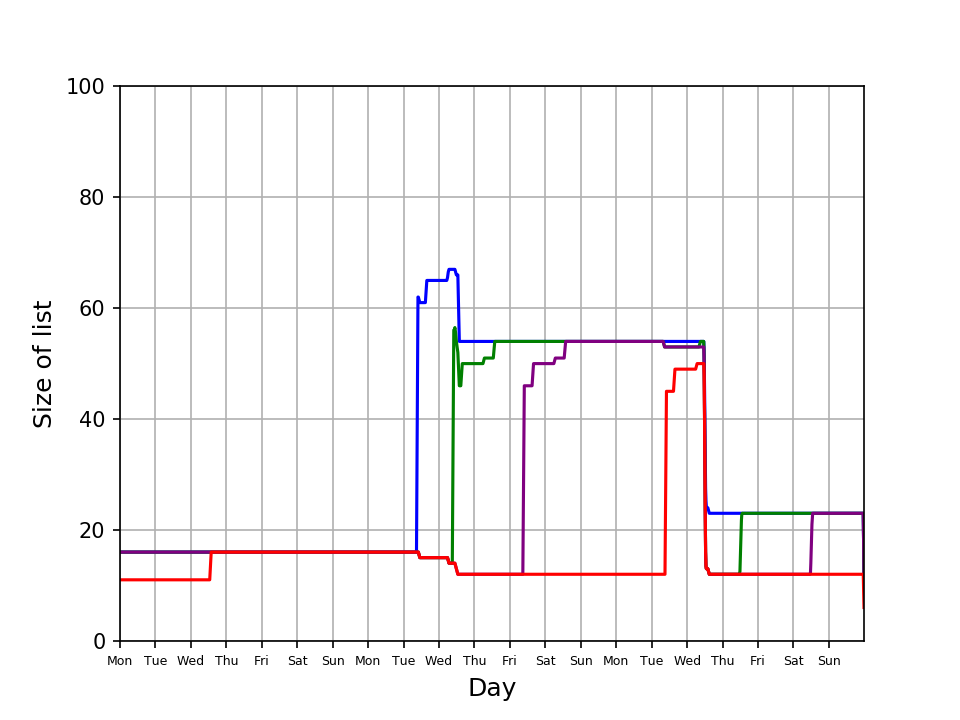 100
80
60
40
20
0
Size of list
Mon Tue Wed Thu Fri Sat Sun Mon Tue Wed Thu Fri Sat Sun Mon Tue Wed Thu Fri Sat Sun
Day